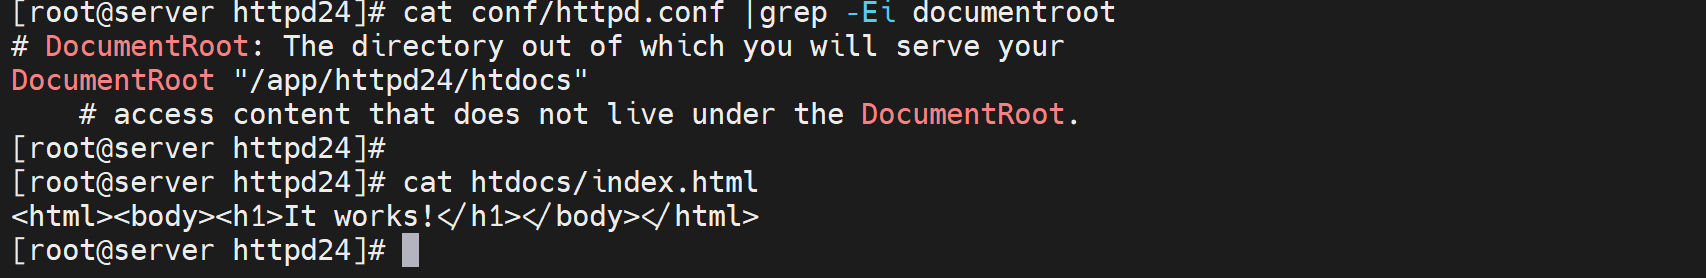 [root@server httpd24]# cat conf/httpd.conf |grep -Ei documentroot
# DocumentRoot: The directory out of which you will serve your
DocumentRoot "/app/httpd24/htdocs"
    # access content that does not live under the DocumentRoot.
[root@server httpd24]#
[root@server httpd24]# cat htdocs/index.html
<html><body><h1>It works!</h1></body></html>
[root@server httpd24]#